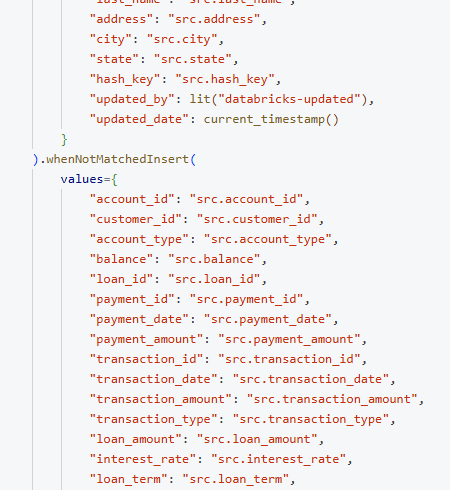 "last_name": "src.last_name",
"address": "src.address",
"city": "src.city",
"state": "src.state",
"hash_key": "src.hash_key",
"updated_by": lit("databricks-updated"),
"updated_date": current_timestamp()
}
).whenNotMatchedInsert(
values={
"account_id": "src.account_id",
"customer_id": "src.customer_id",
"account_type": "src.account_type",
"balance": "src.balance",
"loan_id": "src.loan_id",
"payment_id": "src.payment_id",
"payment_date": "src.payment_date",
"payment_amount": "src.payment_amount",
"transaction_id": "src.transaction_id",
"transaction_date": "src.transaction_date",
"transaction_amount": "src.transaction_amount",
"transaction_type": "src.transaction_type",
"loan_amount": "src.loan_amount",
"interest_rate": "src.interest_rate",
"loan_term": "src.loan_term",